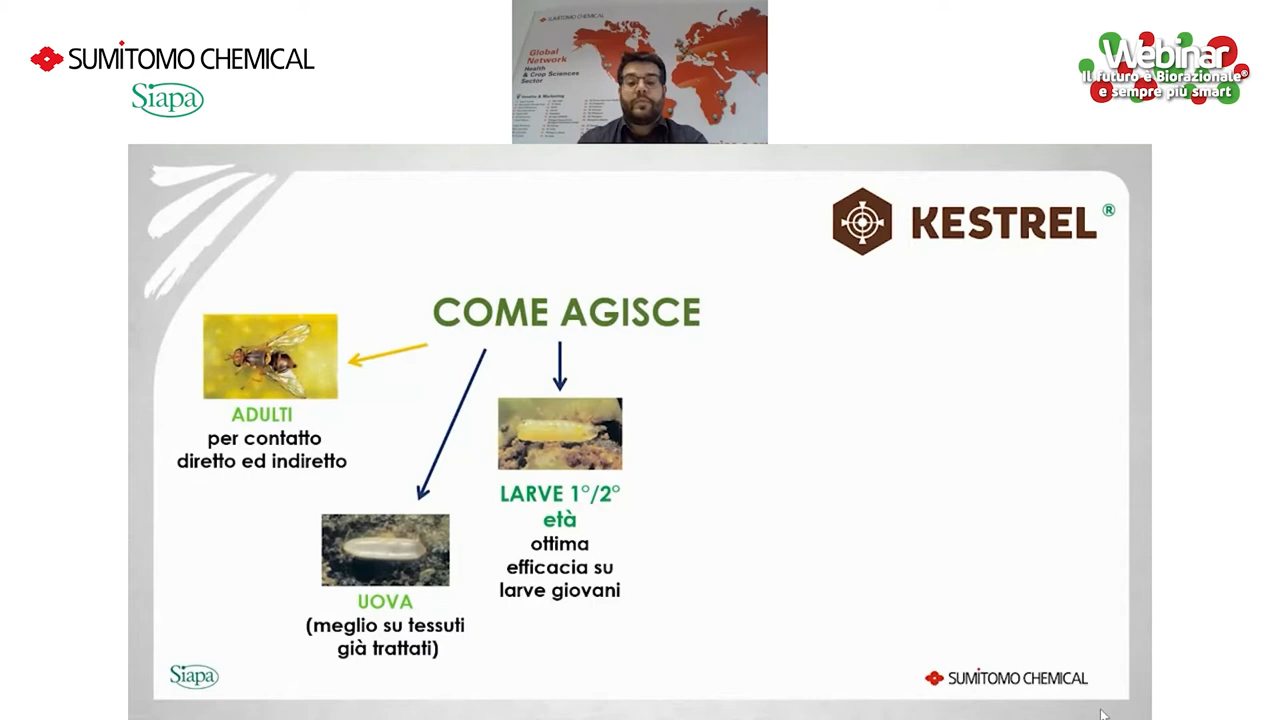 SUMITOMO CHEMICAL
Siapa
SUMITOMO CHEMICAL
Global
Network
Health
& Crop Sciences
Sector
Webinar
Il futuro è Biorazionale®
e sempre più smart
KESTREL®
COME AGISCE
ADULTI
per contatto
diretto ed indiretto
LARVE 1°/2°
età
ottima
efficacia su
larve giovani
UOVA
(meglio su tessuti
già trattati)
Siapa
SUMITOMO CHEMICAL